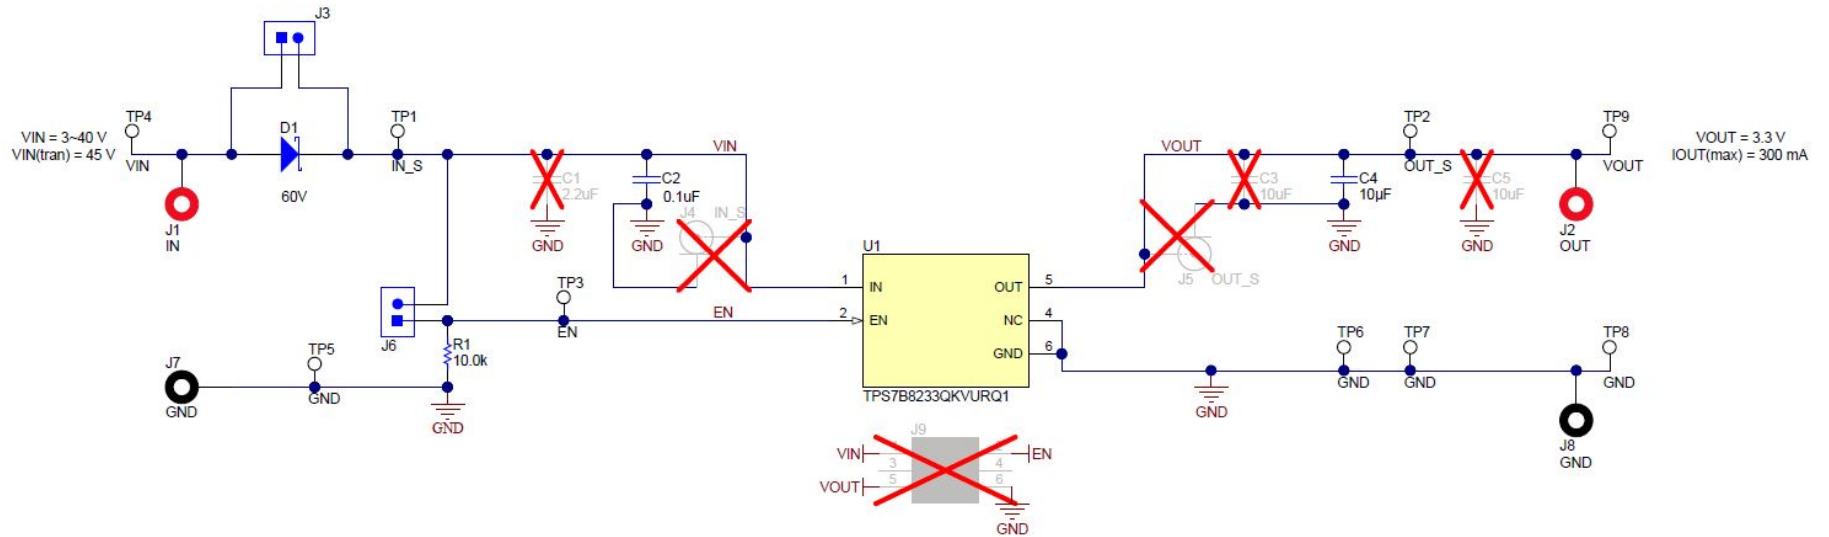 J3
TP4
VIN = 3~40 V
VIN(tran) = 45 V
VIN
D1
60V
TP1
IN_S
J1
IN
C1
2.2uF
GND
VIN
C2
0.1uF
GND
J4
IN_S
J6
TP3
EN
EN
R1
10.0k
J7
GND
TP5
GND
GND
U1
1
IN
2
EN
OUT
5
NC
4
GND
6
TPS7B8233QKVURQ1
VOUT
C3
10uF
C4
10µF
GND
J5
OUT_S
TP2
OUT_S
C5
10uF
GND
TP9
VOUT
J2
OUT
VOUT = 3.3 V
IOUT(max) = 300 mA
GND
TP6
GND
TP7
GND
TP8
GND
J8
GND
J9
VIN
EN
3
4
VOUT
5
6
GND